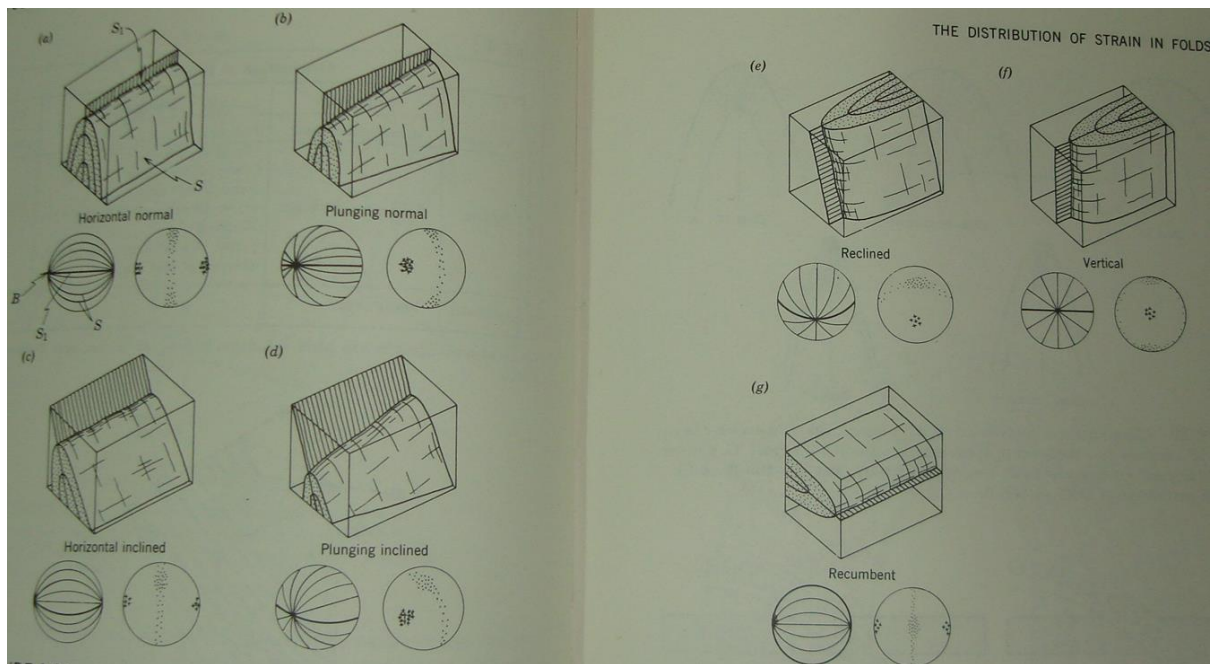 (a)
S₁
S
Horizontal normal
B
S₁
S
(b)
Plunging normal
(c)
Horizontal inclined
(d)
Plunging inclined
THE DISTRIBUTION OF STRAIN IN FOLDS
(e)
Reclined
(f)
Vertical
(g)
Recumbent